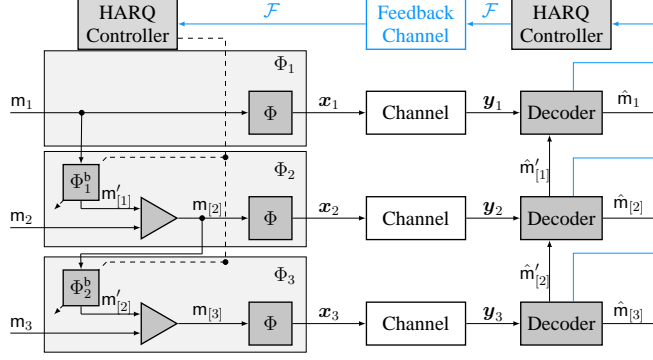 HARQ
Controller
ℱ
Feedback
Channel
ℱ
HARQ
Controller
Φ₁
m₁
Φ
𝒙₁
Channel
𝒚₁
Decoder
m̂₁
Φ₁ᵇ
m′[1]
m₂
m[2]
Φ₂
Φ
𝒙₂
Channel
𝒚₂
m̂′[1]
Decoder
m̂[2]
Φ₂ᵇ
m′[2]
m₃
m[3]
Φ₃
Φ
𝒙₃
Channel
𝒚₃
m̂′[2]
Decoder
m̂[3]